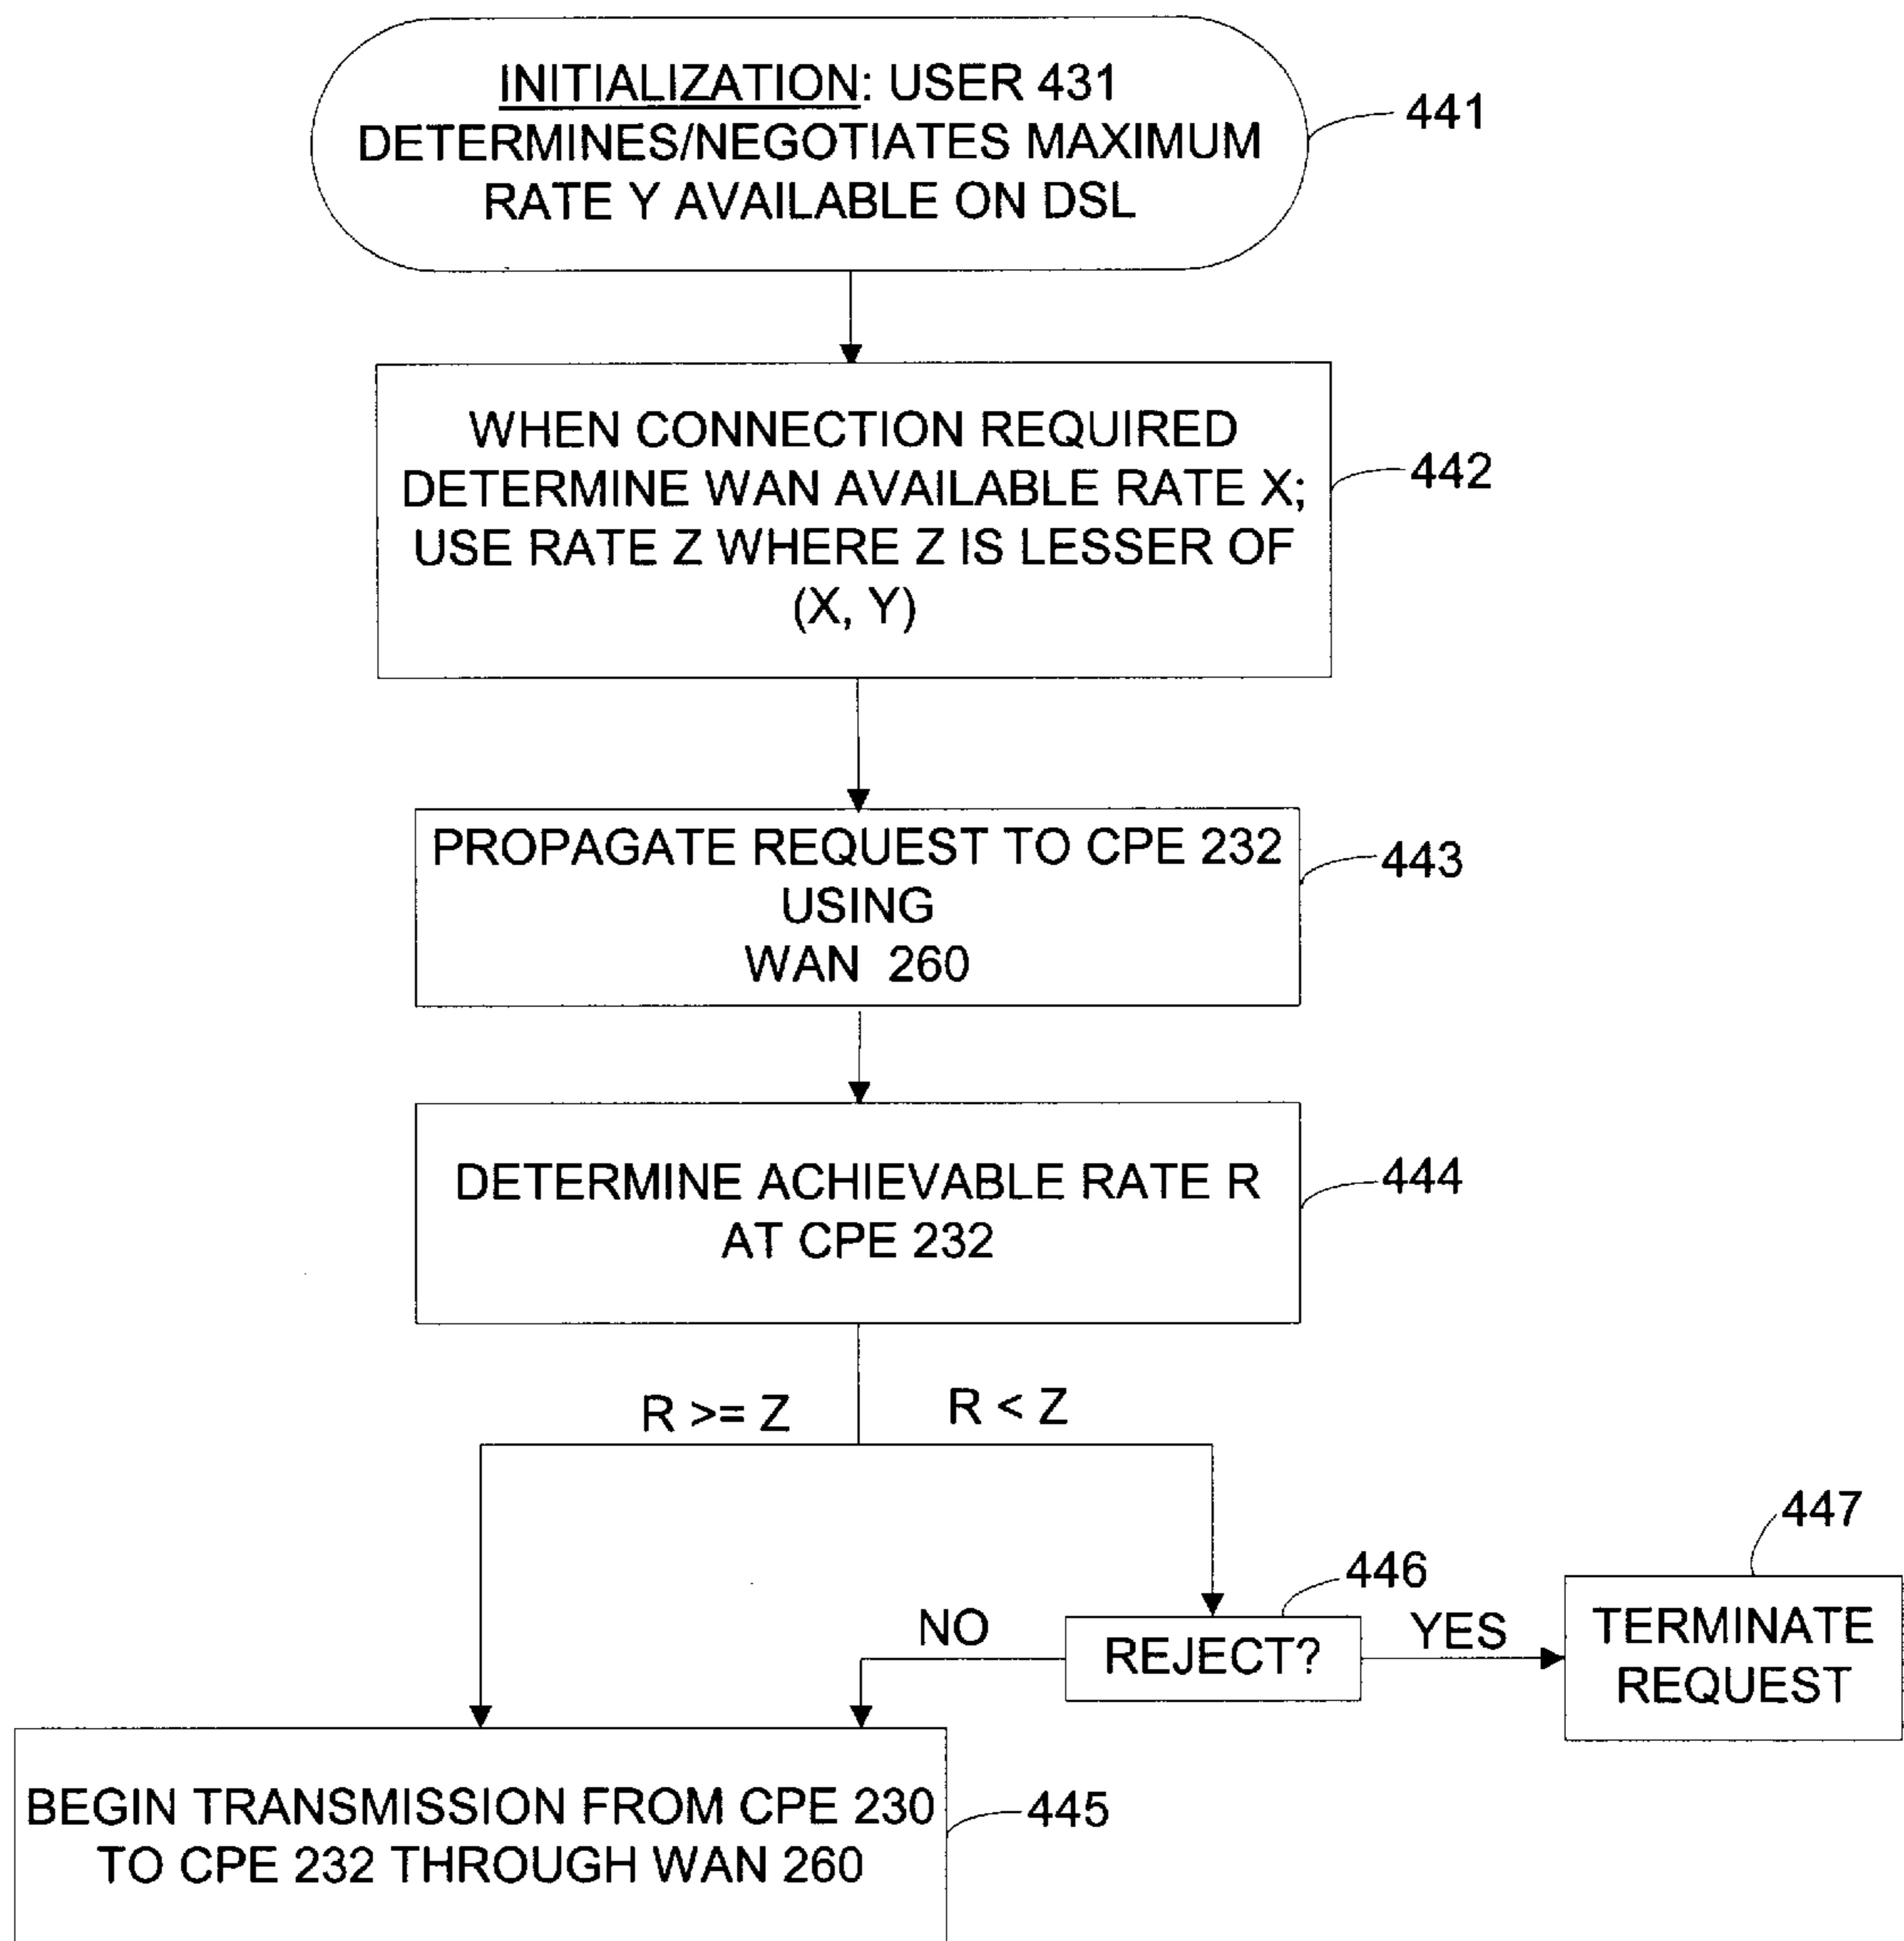 INITIALIZATION: USER 431
DETERMINES/NEGOTIATES MAXIMUM
RATE Y AVAILABLE ON DSL
441
WHEN CONNECTION REQUIRED
DETERMINE WAN AVAILABLE RATE X;
USE RATE Z WHERE Z IS LESSER OF
(X, Y)
442
PROPAGATE REQUEST TO CPE 232
USING
WAN 260
443
DETERMINE ACHIEVABLE RATE R
AT CPE 232
444
R >= Z
R < Z
446
447
NO
REJECT?
YES
TERMINATE
REQUEST
BEGIN TRANSMISSION FROM CPE 230
TO CPE 232 THROUGH WAN 260
445